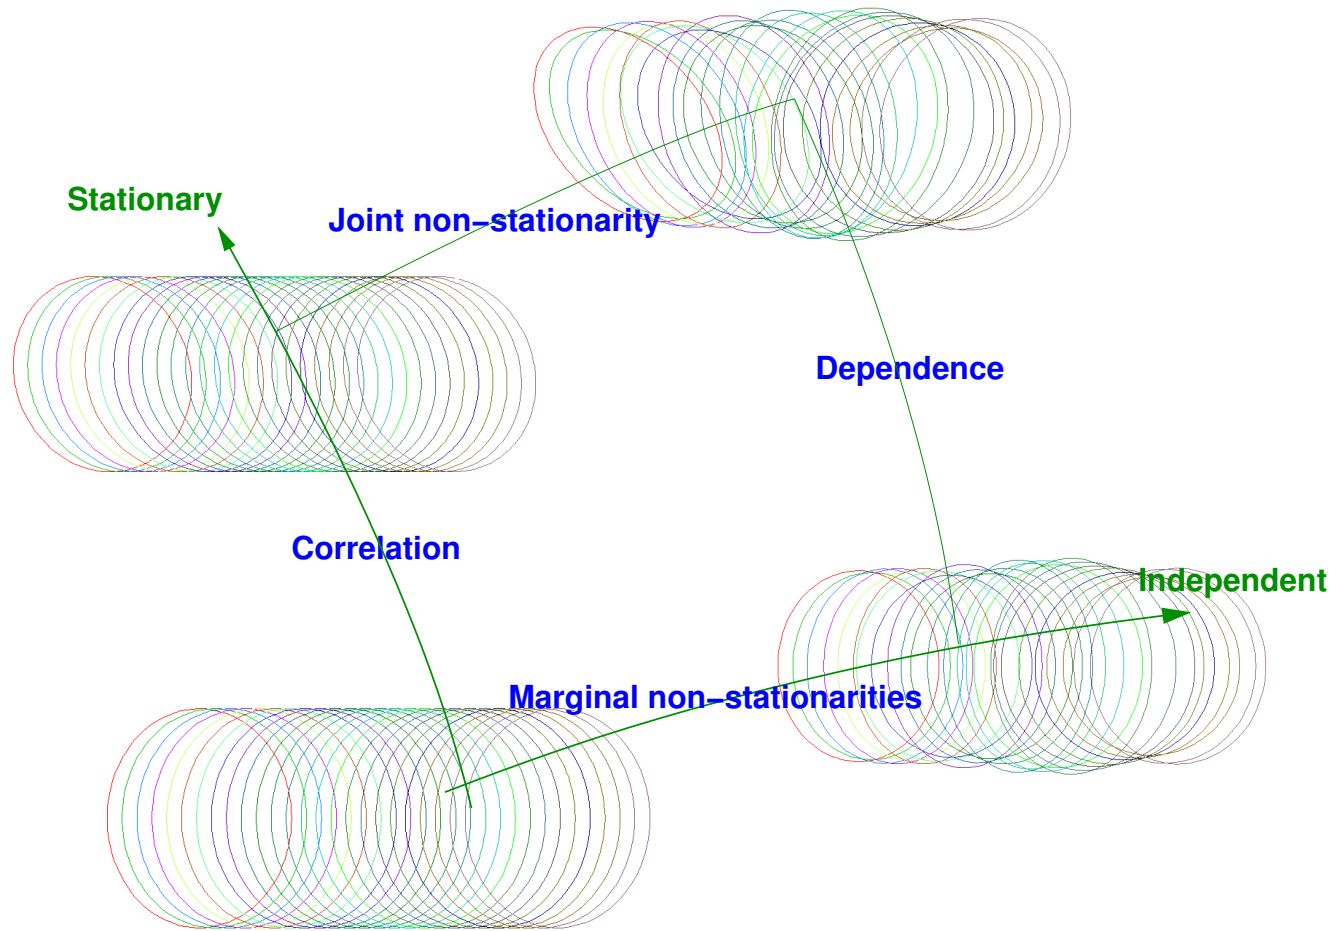 Stationary
Joint non−stationarity
Dependence
Correlation
Independent
Marginal non−stationarities